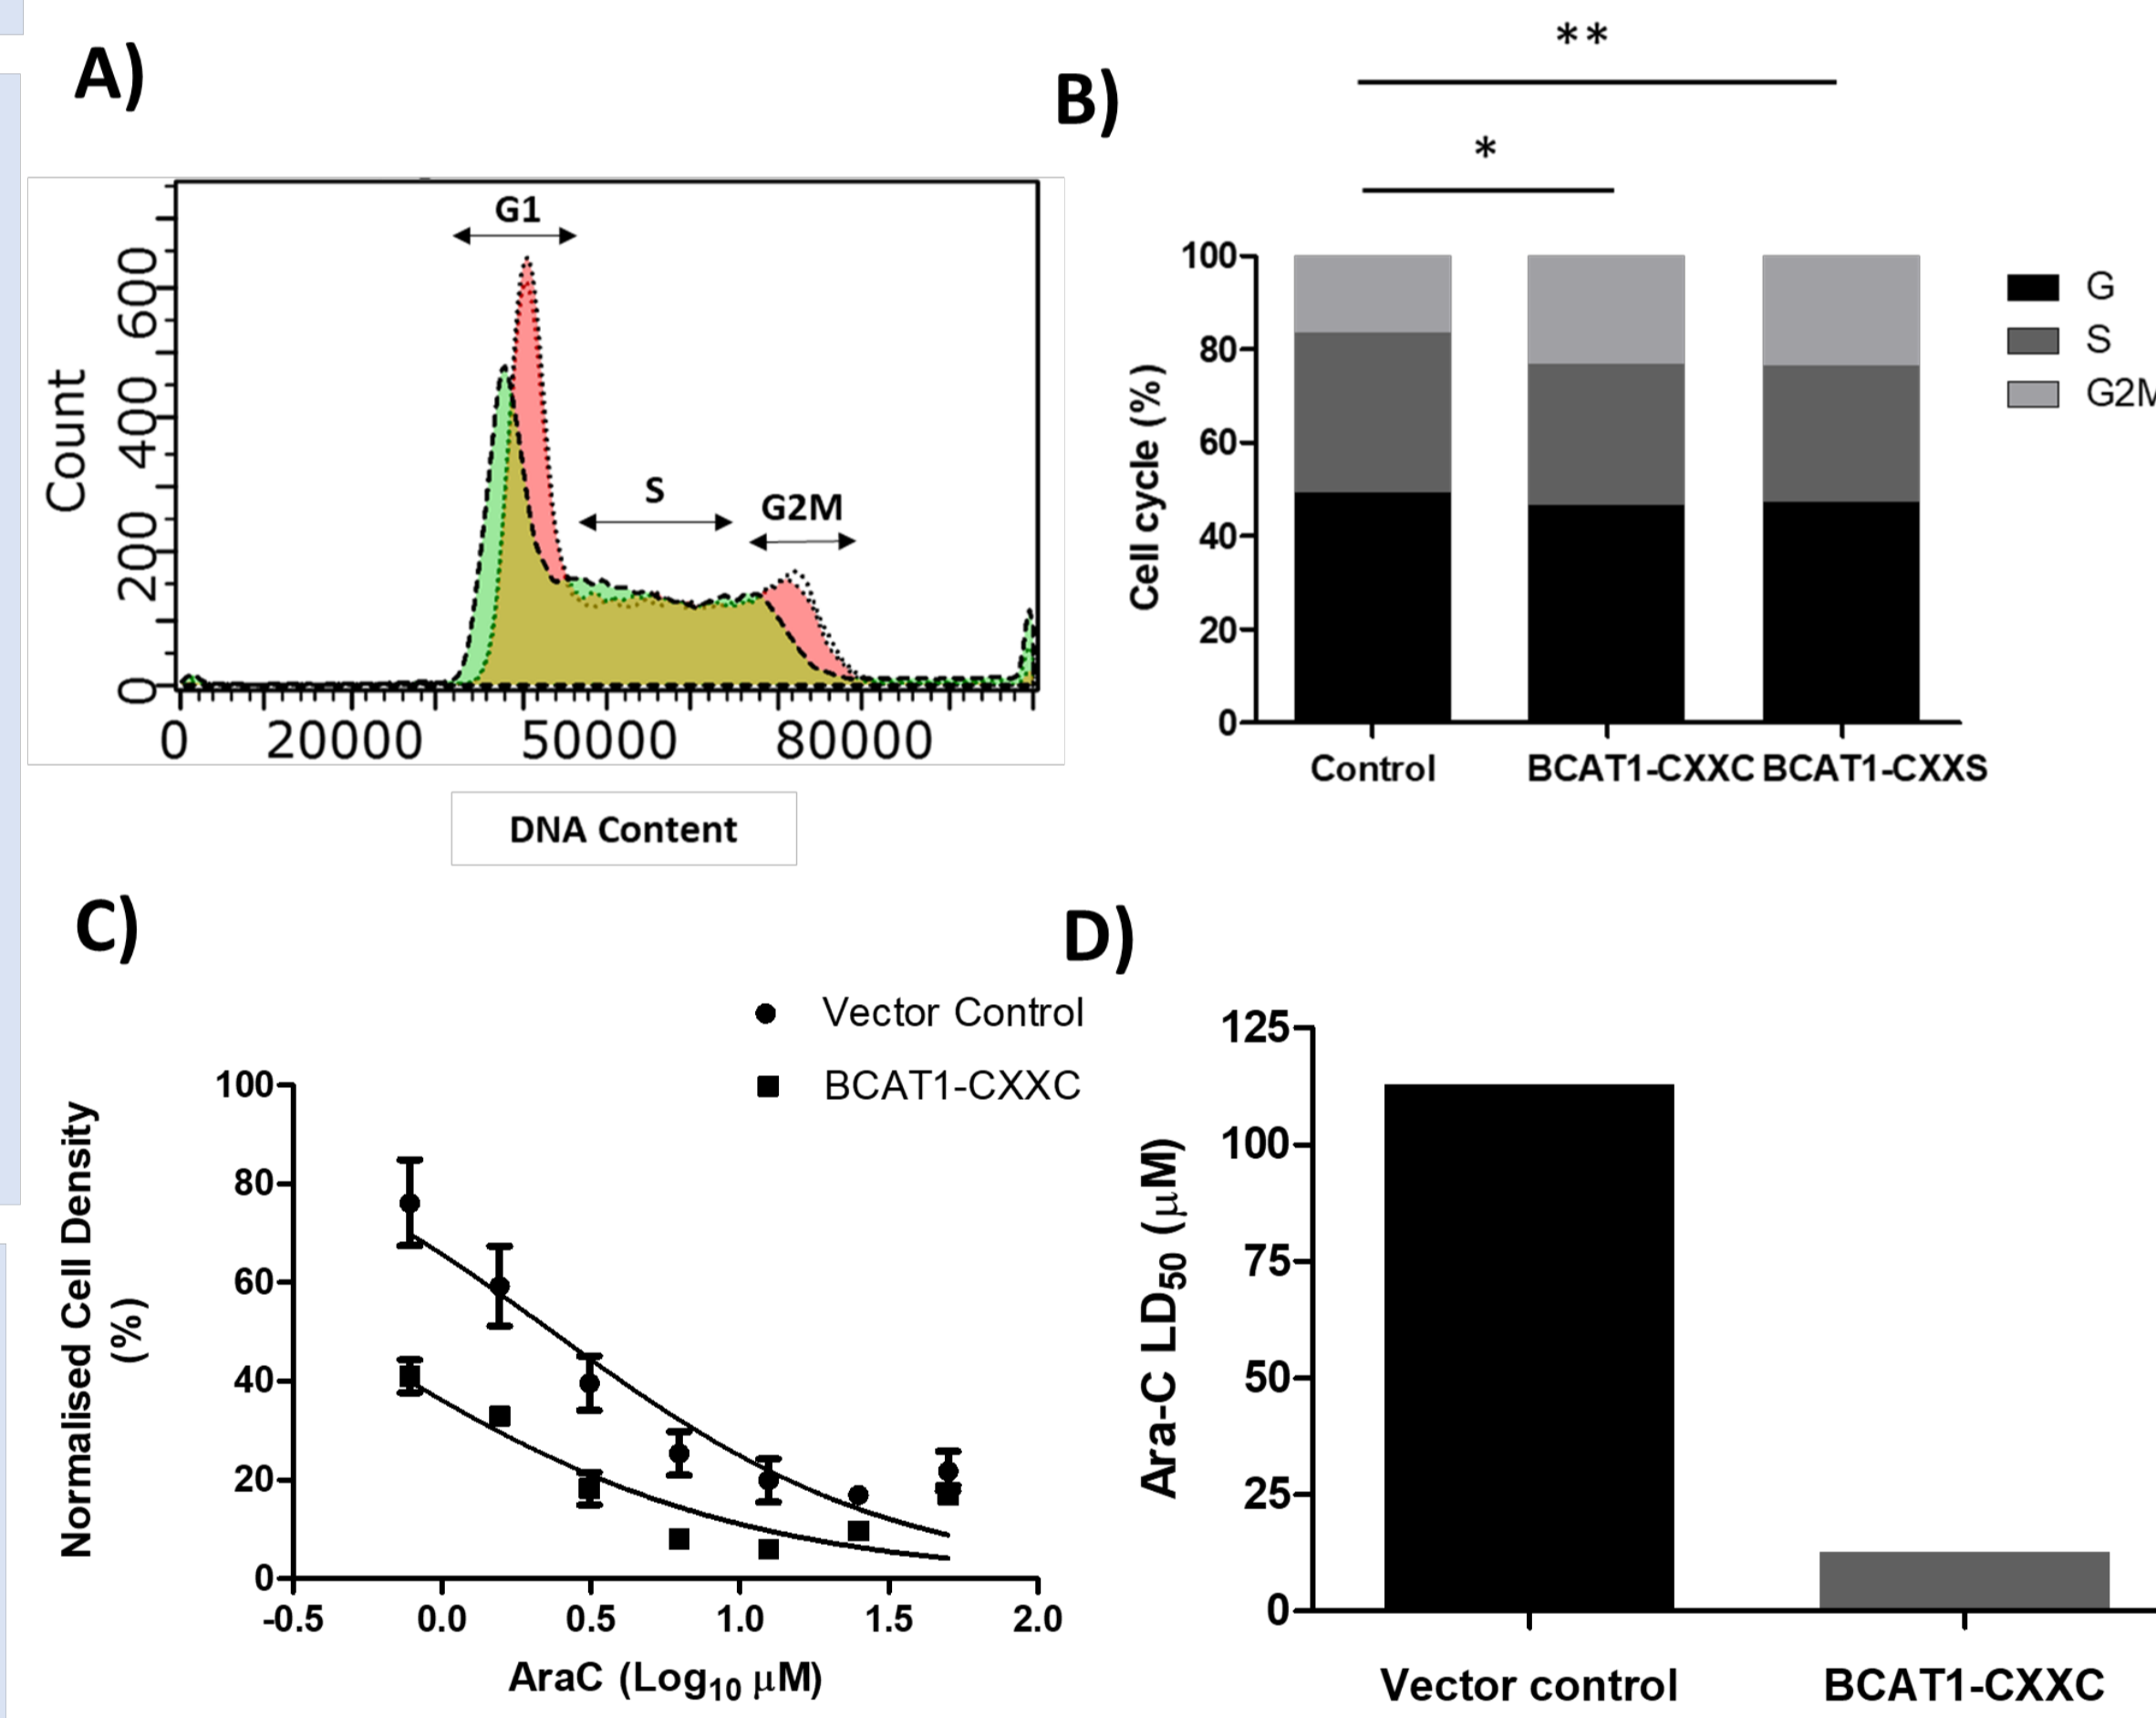 A)
G1
S
G2M
Count
0 200 400 600
0 20000 50000 80000
DNA Content
B)
**
*
Cell cycle (%)
100
80
60
40
20
0
Control BCAT1-CXXC BCAT1-CXXS
G
S
G2M
C)
Vector Control
BCAT1-CXXC
Normalised Cell Density
(%)
100
80
60
40
20
0
-0.5 0.0 0.5 1.0 1.5 2.0
AraC (Log10 μM)
D)
Ara-C LD50 (μM)
125
100
75
50
25
0
Vector control BCAT1-CXXC